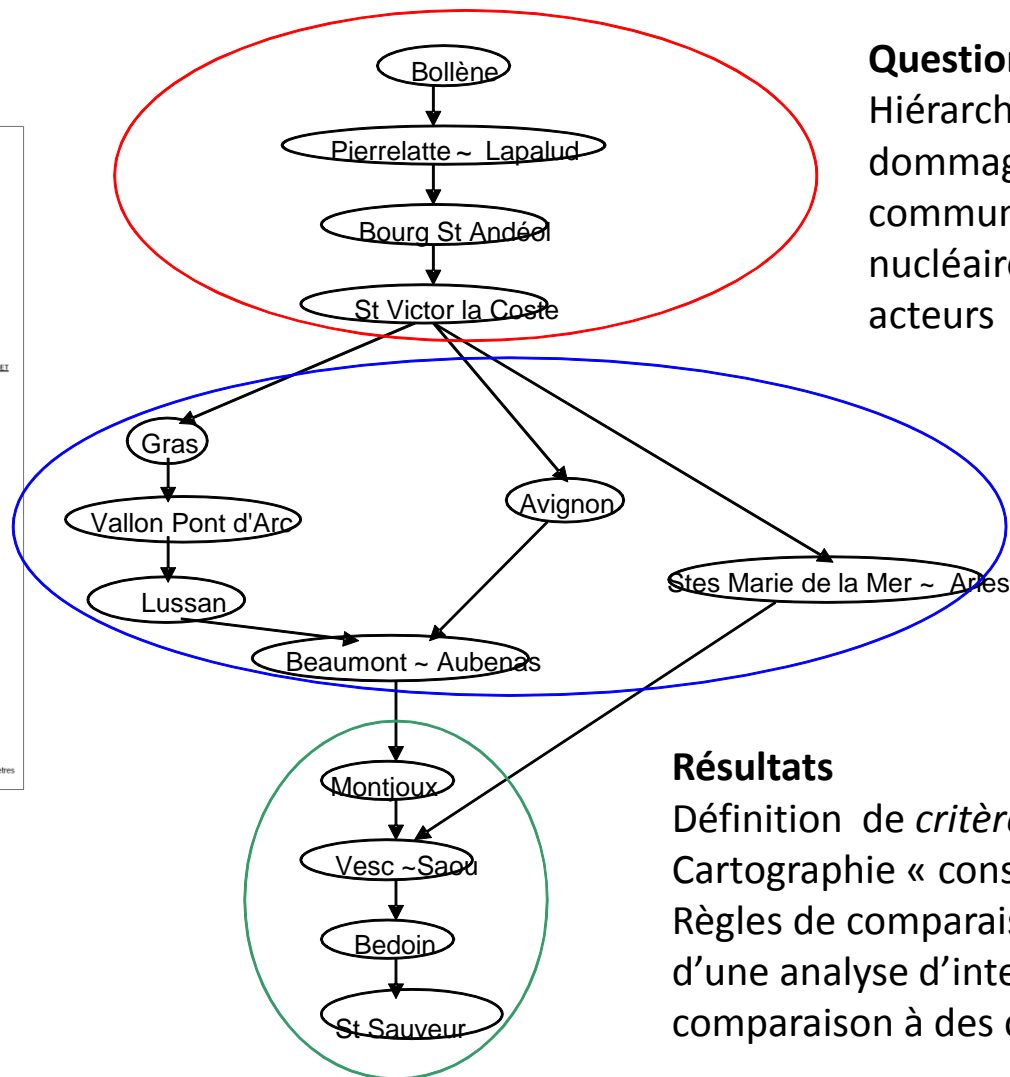 Bollène
Pierrelatte ~ Lapalud
Bourg St Andéol
St Victor la Coste
Gras
Vallon Pont d'Arc
Lussan
Avignon
Stes Marie de la Mer ~ Arles
Beaumont ~ Aubenas
Montjoux
Vesc ~Saou
Bedoin
St Sauveur
Question
Hiérarch
dommag
commun
nucléaire
acteurs
Résultats
Définition de critère
Cartographie « cons
Règles de comparais
d’une analyse d’inte
comparaison à des c